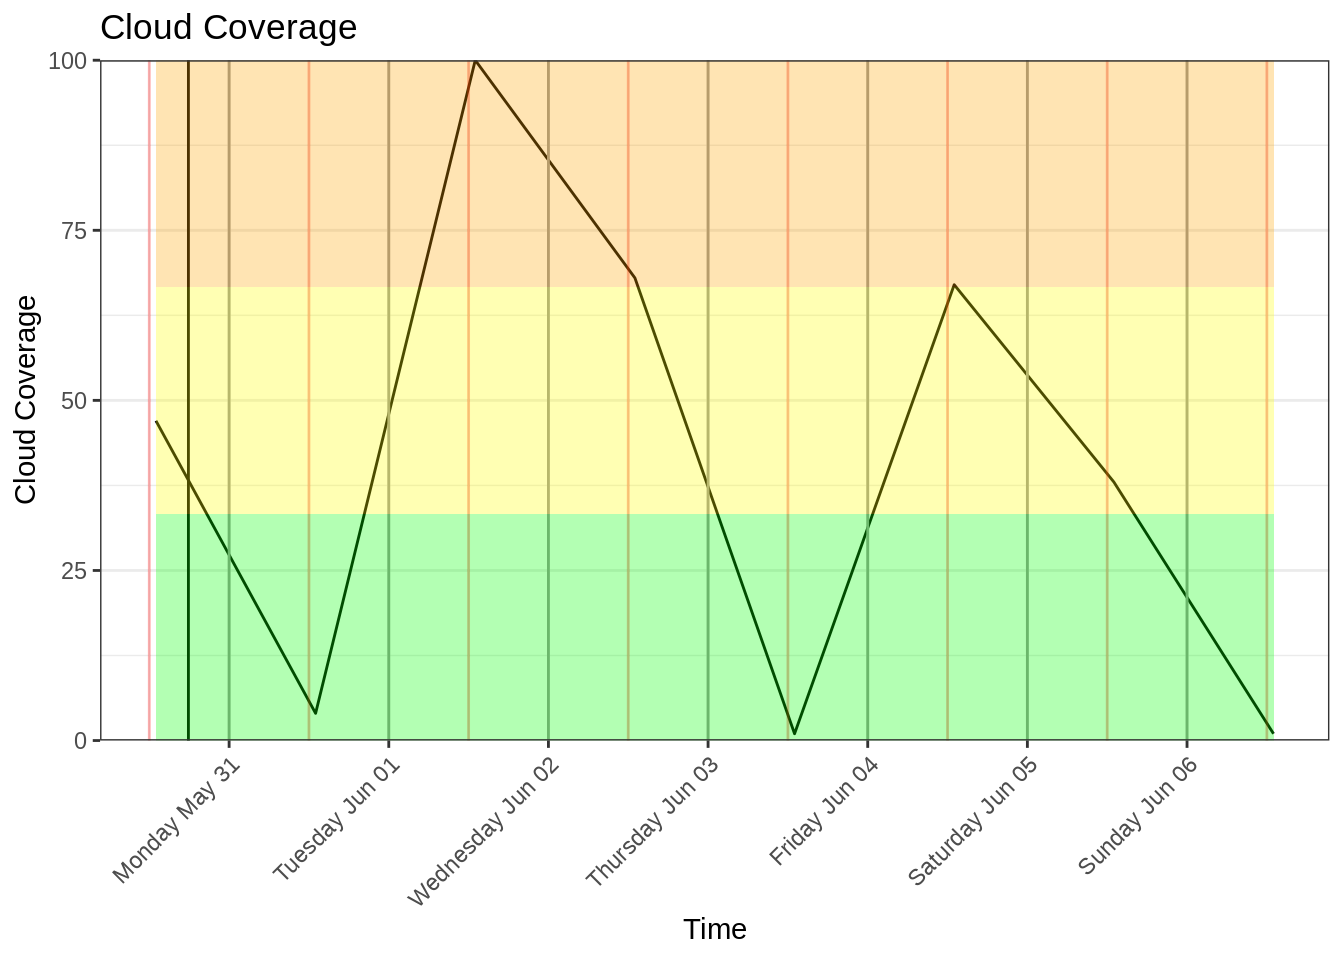 Cloud Coverage
100
75
50
25
0
Cloud Coverage
Monday May 31
Tuesday Jun 01
Wednesday Jun 02
Thursday Jun 03
Friday Jun 04
Saturday Jun 05
Sunday Jun 06
Time